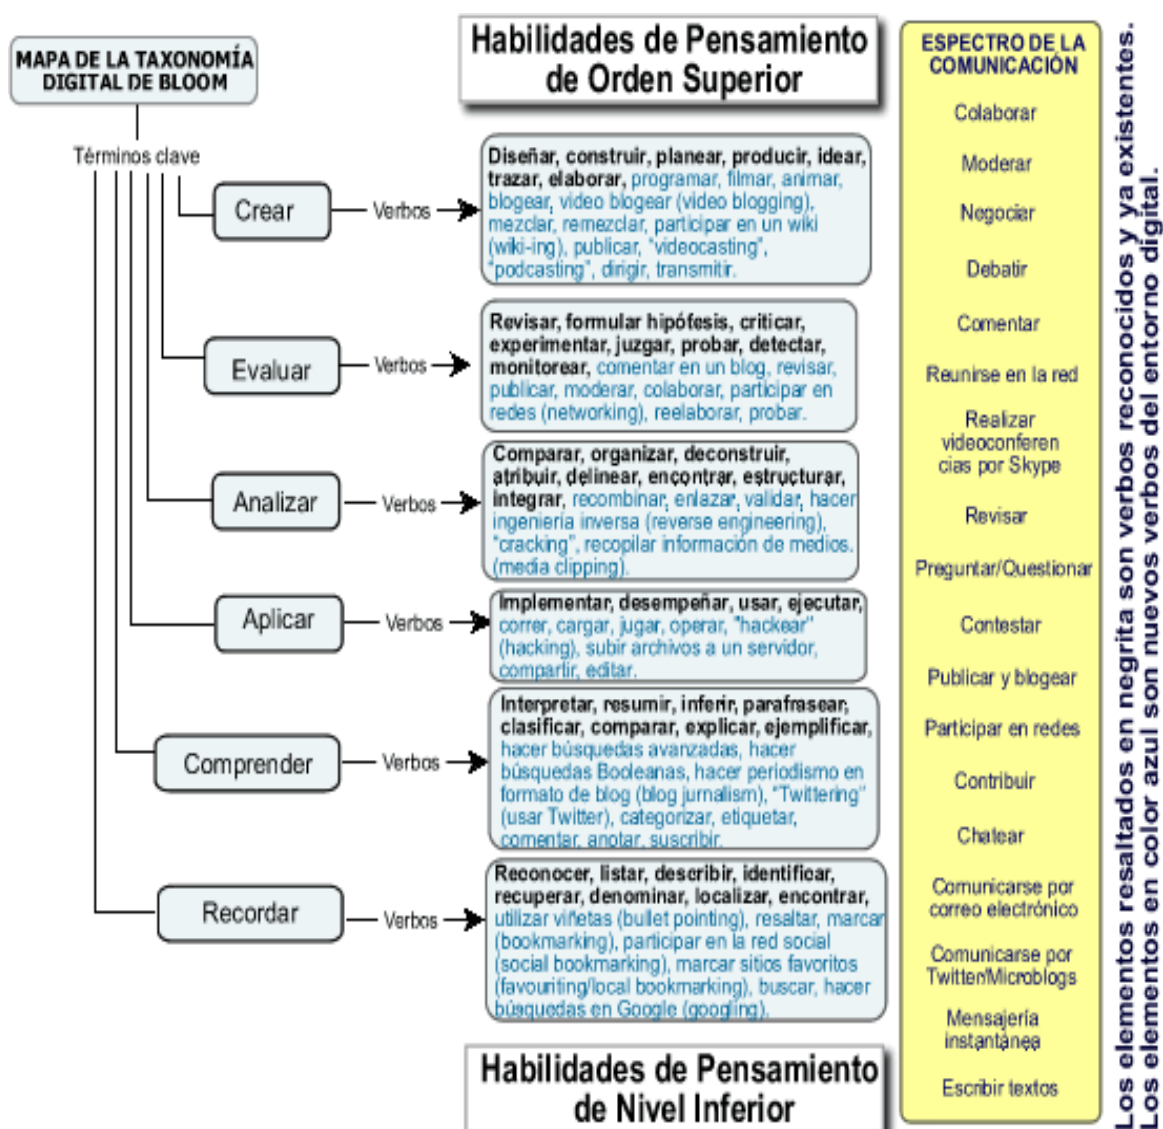 MAPA DE LA TAXONOMÍA
DIGITAL DE BLOOM
Términos clave
Habilidades de Pensamiento
de Orden Superior
Crear
Verbos
Diseñar, construir, planear, producir, idear,
trazar, elaborar, programar, filmar, animar,
blogear, video blogear (video blogging),
mezclar, remezclar, participar en un wiki
(wiki-ing), publicar, “videocasting”,
“podcasting”, dirigir, transmitir.
Evaluar
Verbos
Revisar, formular hipótesis, criticar,
experimentar, juzgar, probar, detectar,
monitorear, comentar en un blog, revisar,
publicar, moderar, colaborar, participar en
redes (networking), reelaborar, probar.
Analizar
Verbos
Comparar, organizar, deconstruir,
atribuir, delinear, encontrar, estructurar,
integrar, recombinar, enlazar, validar, hacer
ingeniería inversa (reverse engineering),
“cracking”, recopilar información de medios.
(media clipping).
Aplicar
Verbos
Implementar, desempeñar, usar, ejecutar,
correr, cargar, jugar, operar, "hackear"
(hacking), subir archivos a un servidor,
compartir, editar.
Comprender
Verbos
Interpretar, resumir, inferir, parafrasear,
clasificar, comparar, explicar, ejemplificar,
hacer búsquedas avanzadas, hacer
búsquedas Booleanas, hacer periodismo en
formato de blog (blog jurnalism), “Twittering”
(usar Twitter), categorizar, etiquetar,
comentar, anotar, suscribir.
Recordar
Verbos
Reconocer, listar, describir, identificar,
recuperar, denominar, localizar, encontrar,
utilizar viñetas (bullet pointing), resaltar, marcar
(bookmarking), participar en la red social
(social bookmarking), marcar sitios favoritos
(favouriting/local bookmarking), buscar, hacer
búsquedas en Google (googling).
Habilidades de Pensamiento
de Nivel Inferior
ESPECTRO DE LA
COMUNICACIÓN
Colaborar
Moderar
Negociar
Debatir
Comentar
Reunirse en la red
Realizar
videoconferen
cias por Skype
Revisar
Preguntar/Questionar
Contestar
Publicar y blogear
Participar en redes
Contribuir
Chatear
Comunicarse por
correo electrónico
Comunicarse por
Twitter/Microblogs
Mensajería
instantánea
Escribir textos
Los elementos resaltados en negrita son verbos reconocidos y ya existentes.
Los elementos en color azul son nuevos verbos del entorno digital.